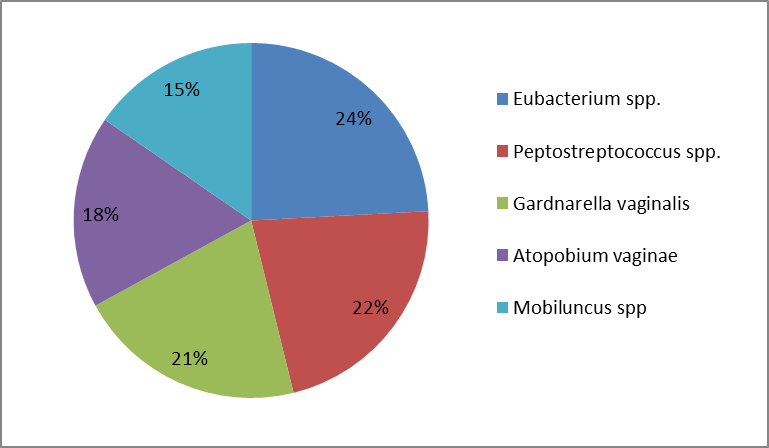 15%
24%
18%
22%
21%
Eubacterium spp.
Peptostreptococcus spp.
Gardnarella vaginalis
Atopobium vaginae
Mobiluncus spp